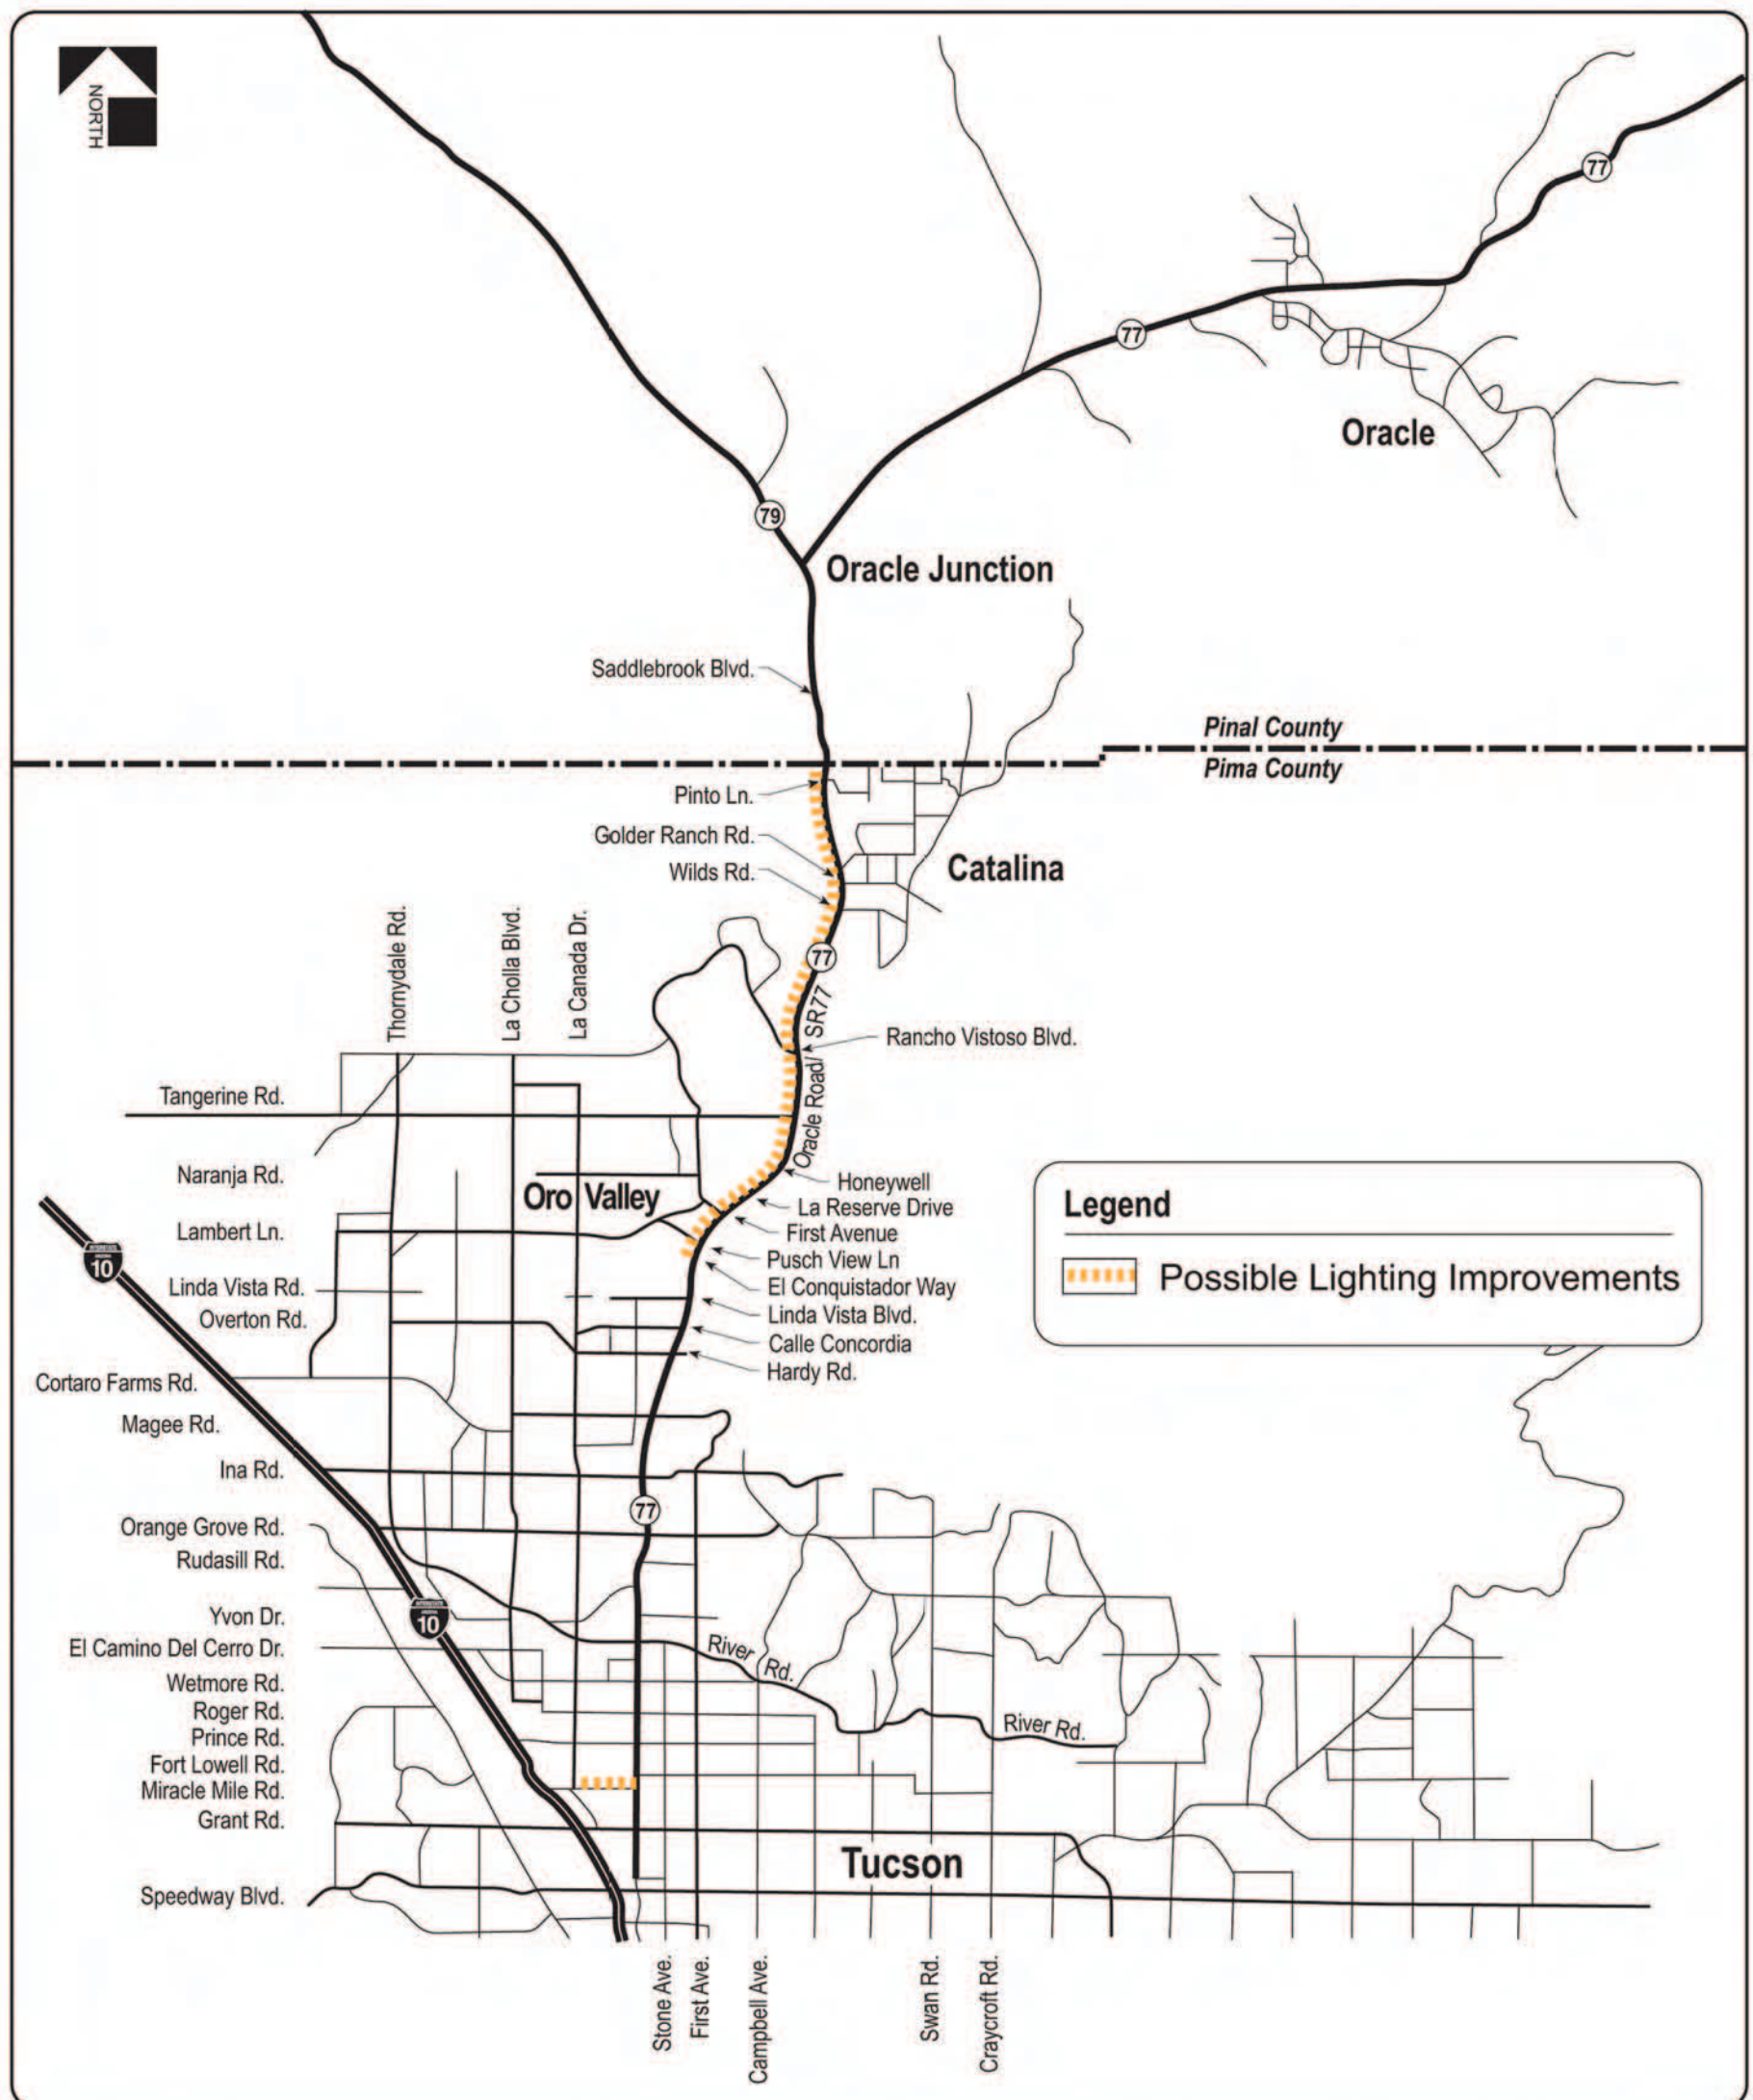 NORTH
77
77
Oracle
79
Oracle Junction
Saddlebrook Blvd.
Pinal County
Pima County
Pinto Ln.
Golder Ranch Rd.
Wilds Rd.
Catalina
Thornydale Rd.
La Cholla Blvd.
La Canada Dr.
77
Oracle Road/ SR77
Rancho Vistoso Blvd.
Tangerine Rd.
Naranja Rd.
Oro Valley
Honeywell
La Reserve Drive
First Avenue
Pusch View Ln
El Conquistador Way
Linda Vista Blvd.
Calle Concordia
Hardy Rd.
Legend
Possible Lighting Improvements
Lambert Ln.
10
Linda Vista Rd.
Overton Rd.
Cortaro Farms Rd.
Magee Rd.
Ina Rd.
77
Orange Grove Rd.
Rudasill Rd.
10
Yvon Dr.
El Camino Del Cerro Dr.
River Rd.
Wetmore Rd.
Roger Rd.
River Rd.
Prince Rd.
Fort Lowell Rd.
Miracle Mile Rd.
Grant Rd.
Tucson
Speedway Blvd.
Stone Ave.
First Ave.
Campbell Ave.
Swan Rd.
Craycroft Rd.